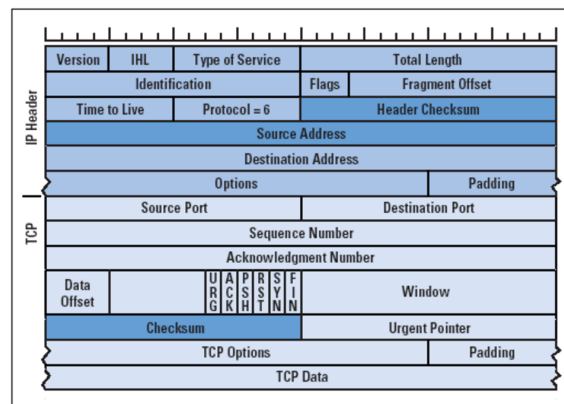 Version IHL Type of Service Total Length
Identification Flags Fragment Offset
Time to Live Protocol = 6 Header Checksum
Source Address
Destination Address
Options Padding
IP Header
Source Port Destination Port
Sequence Number
Acknowledgment Number
Data Offset URG ACK PSH RST SYN FIN Window
Checksum Urgent Pointer
TCP Options Padding
TCP Data
TCP